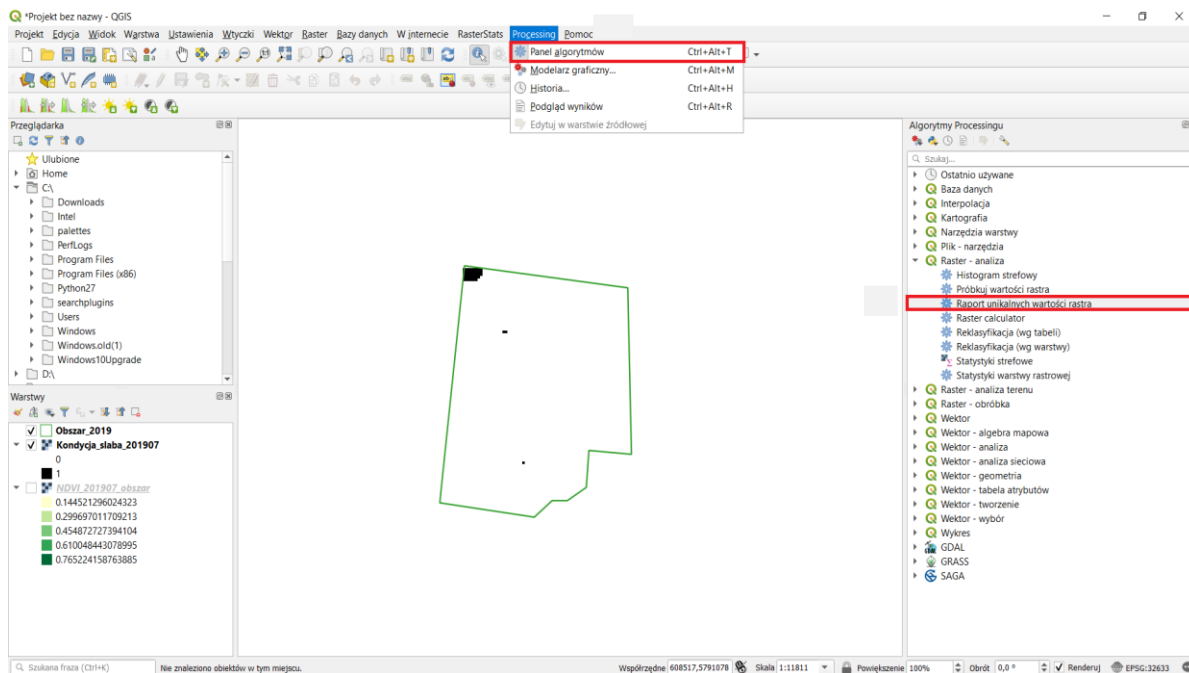 *Projekt bez nazwy - QGIS
Projekt Edycja Widok Warstwa Ustawienia Wtyczki Wektor Raster Bazy danych W internecie RasterStats Processing Pomoc
Panel algorytmów Ctrl+Alt+T
Modelarz graficzny... Ctrl+Alt+M
Historia... Ctrl+Alt+H
Podgląd wyników Ctrl+Alt+R
Edytuj w warstwie źródłowej
Przeglądarka
Ulubione
Home
C:\
Downloads
Intel
palettes
PerfLogs
Program Files
Program Files (x86)
Python27
searchplugins
Users
Windows
Windows.old(1)
Windows10Upgrade
D:\
Warstwy
Obszar_2019
Kondycja_slaba_201907
0
1
NDVI_201907_obszar
0.144521296024323
0.299697011709213
0.454872727394104
0.610048443078995
0.765224158763885
Algorytmy Processingu
Szukaj...
Ostatnio używane
Baza danych
Interpolacja
Kartografia
Narzędzia warstwy
Plik - narzędzia
Raster - analiza
Histogram strefowy
Próbkuj wartości rastra
Raport unikalnych wartości rastra
Raster calculator
Reklasyfikacja (wg tabeli)
Reklasyfikacja (wg warstwy)
Statystyki strefowe
Statystyki warstwy rastrowej
Raster - analiza terenu
Raster - obróbka
Wektor
Wektor - algebra mapowa
Wektor - analiza
Wektor - analiza sieciowa
Wektor - geometria
Wektor - tabela atrybutów
Wektor - tworzenie
Wektor - wybór
Wykres
GDAL
GRASS
SAGA
Szukana fraza (Ctrl+K) Nie znaleziono obiektów w tym miejscu. Współrzędne 608517,5791078 Skala 1:11811 Powiększenie 100% Obrót 0,0 ° Renderuj EPSG:32633